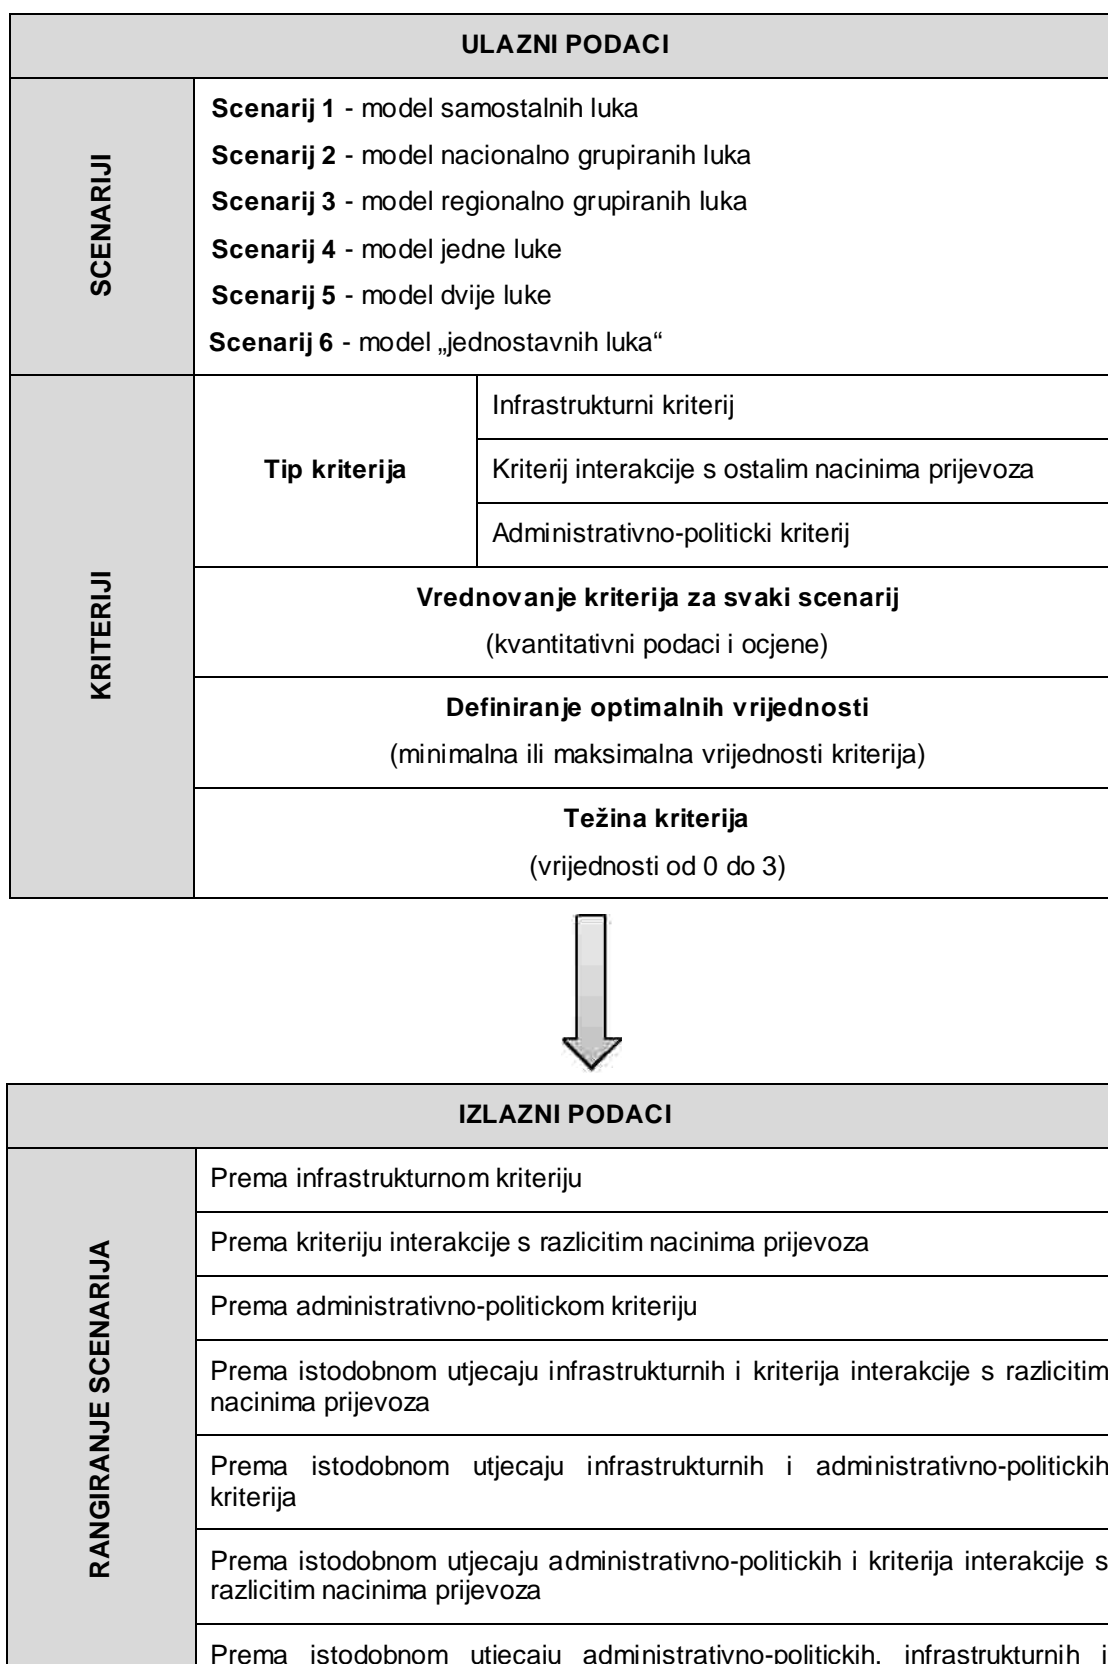 ULAZNI PODACI
SCENARIJI
Scenarij 1 - model samostalnih luka
Scenarij 2 - model nacionalno grupiranih luka
Scenarij 3 - model regionalno grupiranih luka
Scenarij 4 - model jedne luke
Scenarij 5 - model dvije luke
Scenarij 6 - model „jednostavnih luka“
KRITERIJI
Tip kriterija
Infrastrukturni kriterij
Kriterij interakcije s ostalim nacinima prijevoza
Administrativno-politicki kriterij
Vrednovanje kriterija za svaki scenarij
(kvantitativni podaci i ocjene)
Definiranje optimalnih vrijednosti
(minimalna ili maksimalna vrijednosti kriterija)
Težina kriterija
(vrijednosti od 0 do 3)
IZLAZNI PODACI
RANGIRANJE SCENARIJA
Prema infrastrukturnom kriteriju
Prema kriteriju interakcije s razlicitim nacinima prijevoza
Prema administrativno-politickom kriteriju
Prema istodobnom utjecaju infrastrukturnih i kriterija interakcije s razlicitim
nacinima prijevoza
Prema istodobnom utjecaju infrastrukturnih i administrativno-politickih
kriterija
Prema istodobnom utjecaju administrativno-politickih i kriterija interakcije s
razlicitim nacinima prijevoza
Prema istodobnom utjecaju administrativno-politickih, infrastrukturnih i